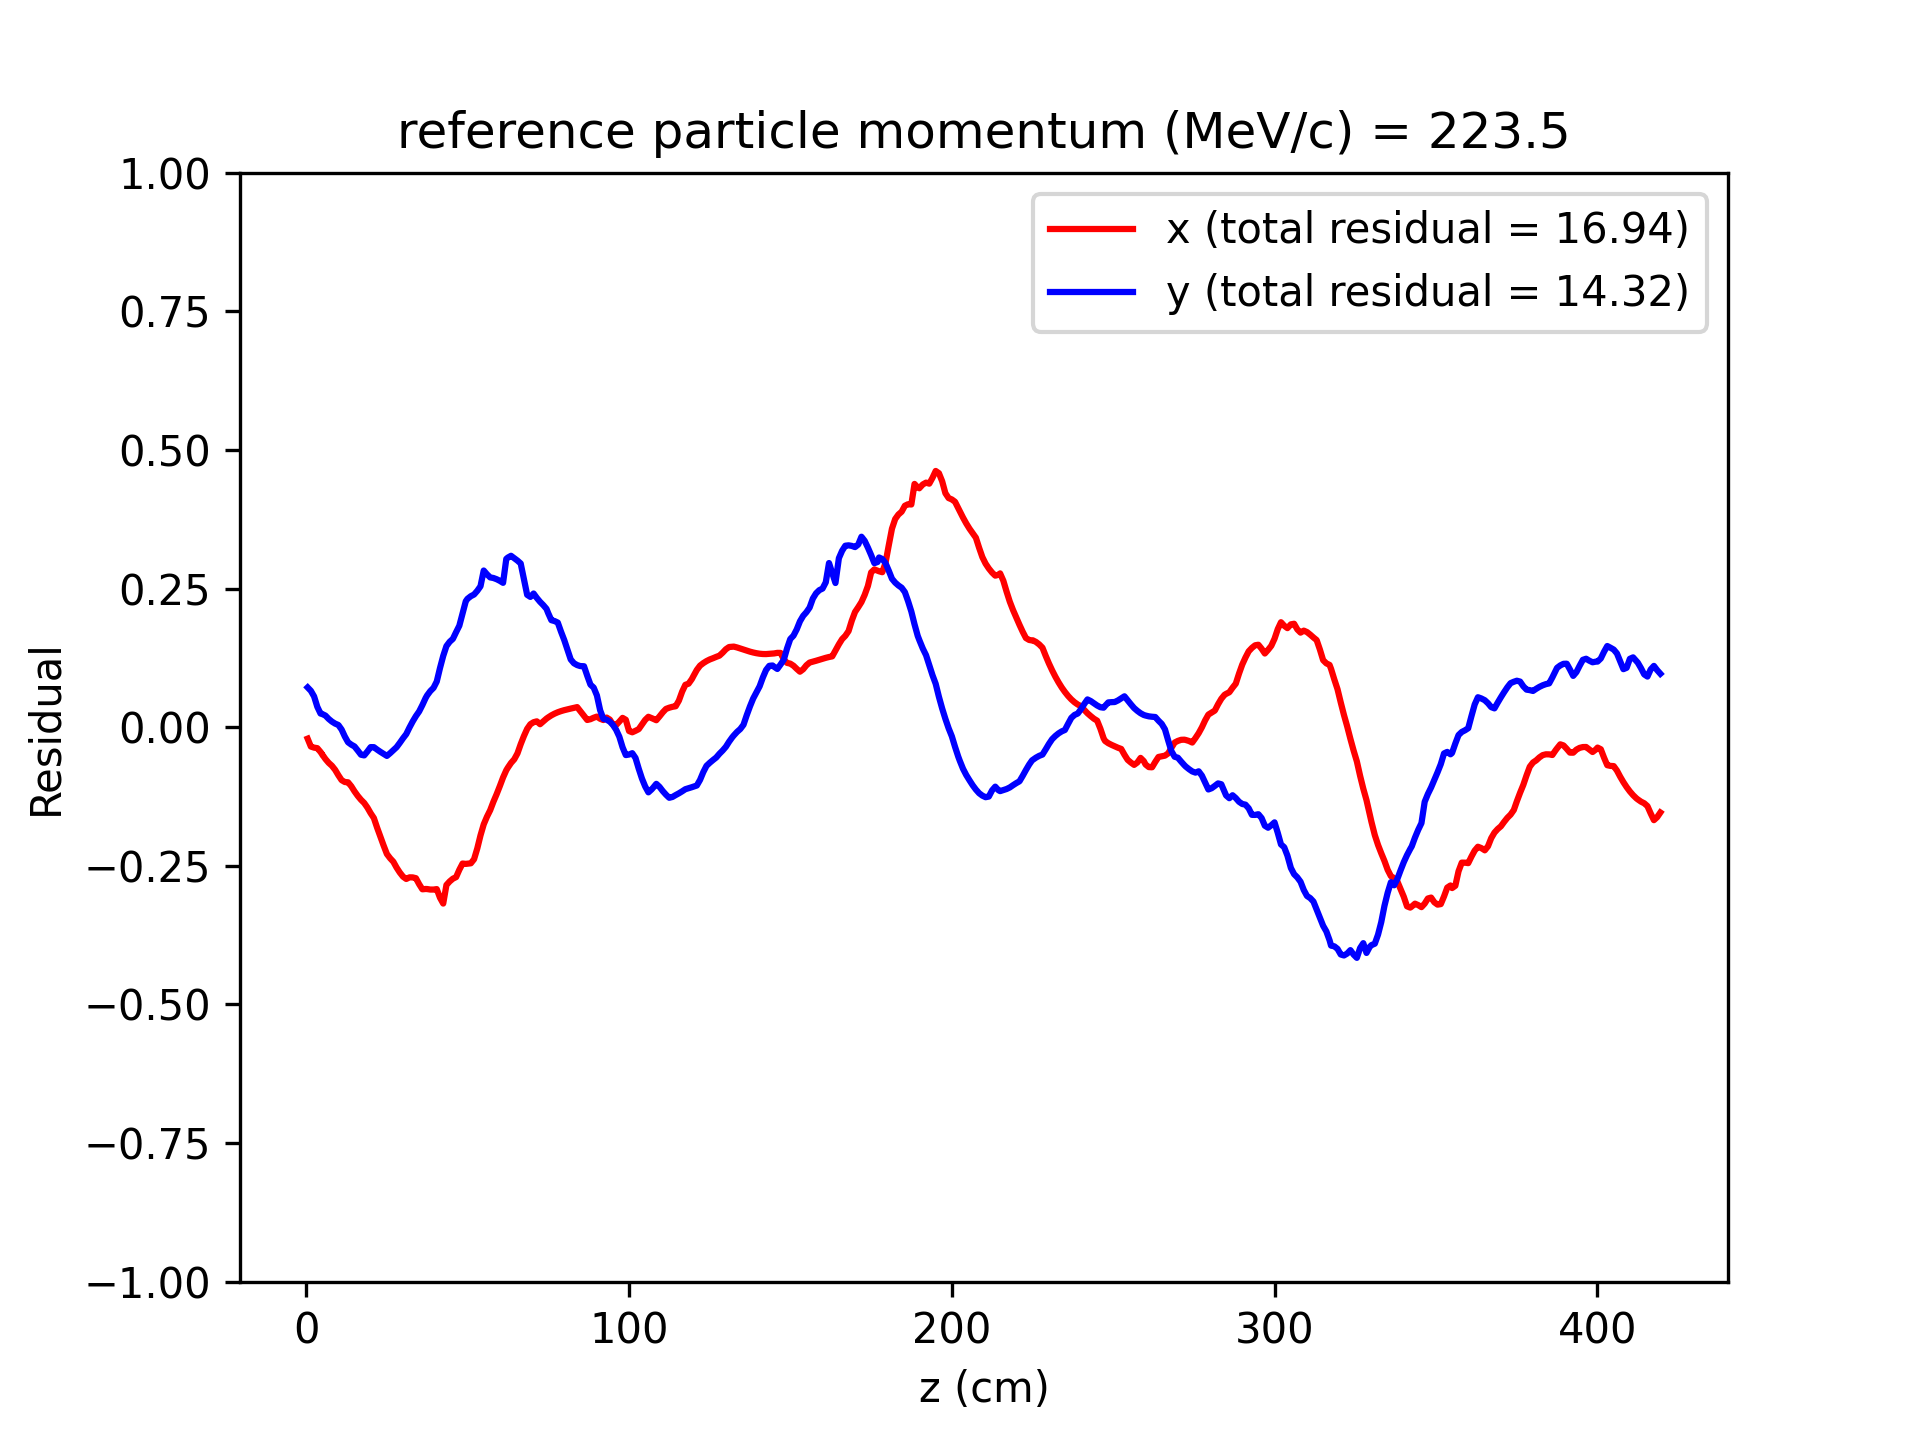 reference particle momentum (MeV/c) = 223.5
1.00
0.75
0.50
0.25
0.00
−0.25
−0.50
−0.75
−1.00
Residual
x (total residual = 16.94)
y (total residual = 14.32)
0 100 200 300 400
z (cm)